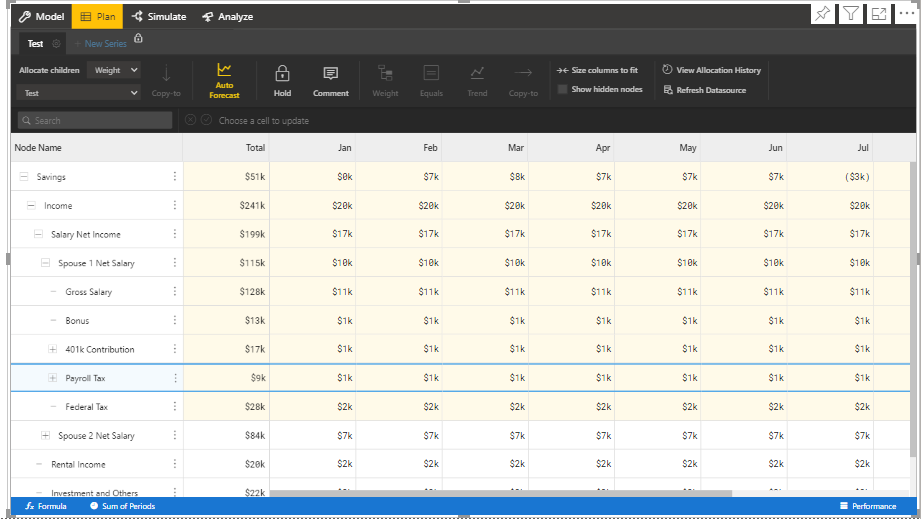 Model Plan Simulate Analyze
Test + New Series
Allocate children Weight Copy-to Auto Forecast Hold Comment Weight Equals Trend Copy-to Size columns to fit View Allocation History
Test Show hidden nodes Refresh Datasource
Search Choose a cell to update
Node Name Total Jan Feb Mar Apr May Jun Jul
Savings $51k $0k $7k $8k $7k $7k $7k ($3k)
Income $241k $20k $20k $20k $20k $20k $20k $20k
Salary Net Income $199k $17k $17k $17k $17k $17k $17k $17k
Spouse 1 Net Salary $115k $10k $10k $10k $10k $10k $10k $10k
Gross Salary $128k $11k $11k $11k $11k $11k $11k $11k
Bonus $13k $1k $1k $1k $1k $1k $1k $1k
401k Contribution $17k $1k $1k $1k $1k $1k $1k $1k
Payroll Tax $9k $1k $1k $1k $1k $1k $1k $1k
Federal Tax $28k $2k $2k $2k $2k $2k $2k $2k
Spouse 2 Net Salary $84k $7k $7k $7k $7k $7k $7k $7k
Rental Income $20k $2k $2k $2k $2k $2k $2k $2k
Investment and Others $22k
fx Formula Sum of Periods Performance